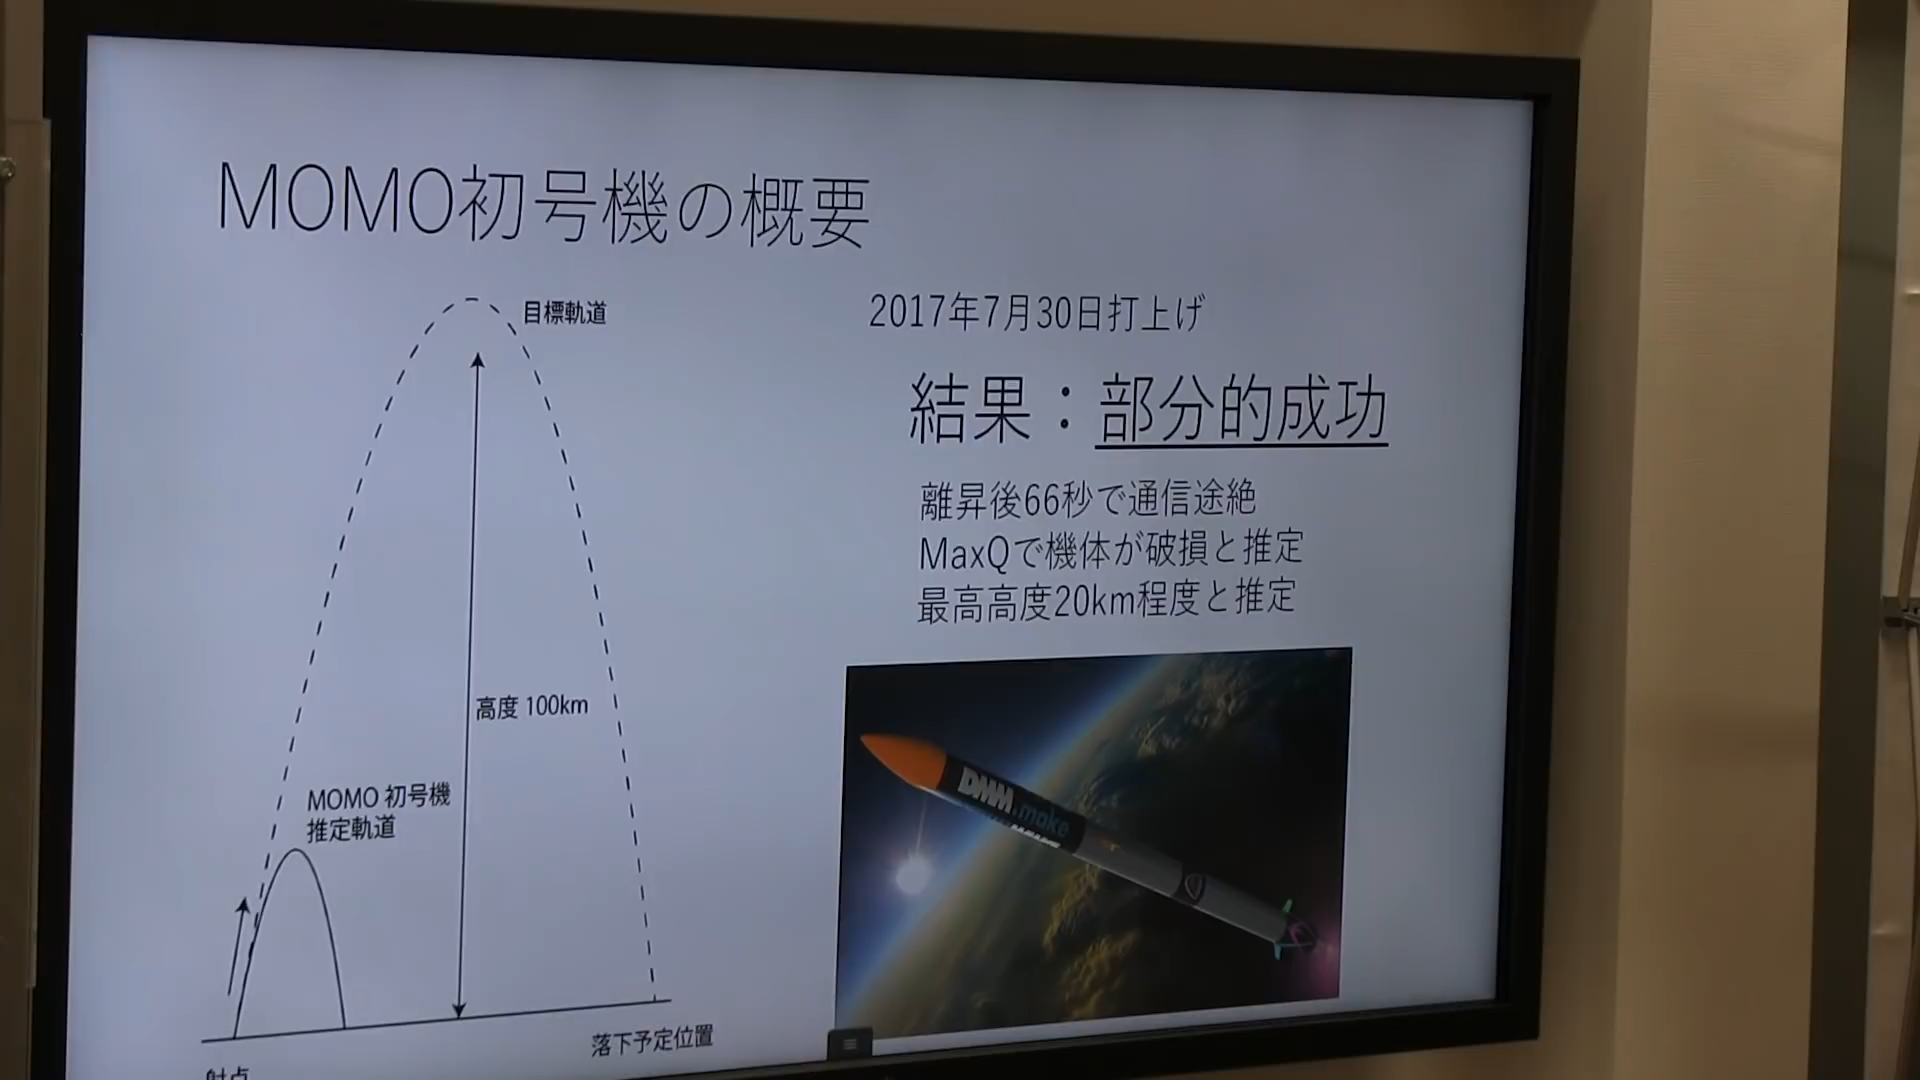 MOMO初号機の概要
目標軌道
高度 100km
MOMO 初号機
推定軌道
落下予定位置
射点
2017年7月30日打上げ
結果：部分的成功
離昇後66秒で通信途絶
MaxQで機体が破損と推定
最高高度20km程度と推定
DMM.make